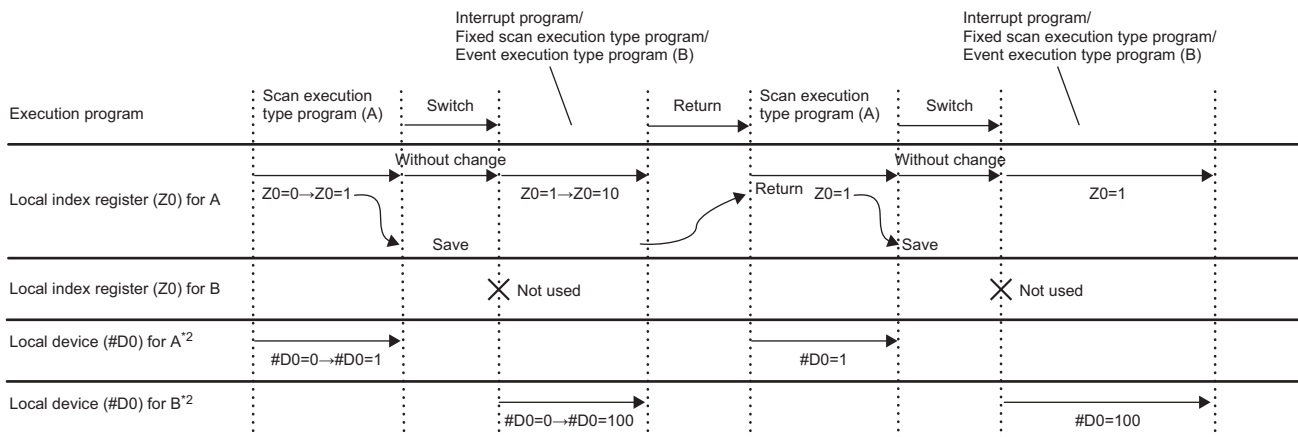 Interrupt program/
Fixed scan execution type program/
Event execution type program (B)
Interrupt program/
Fixed scan execution type program/
Event execution type program (B)
Execution program
Scan execution
type program (A)
Switch
Return
Scan execution
type program (A)
Switch
Local index register (Z0) for A
Z0=0→Z0=1
Without change
Save
Z0=1→Z0=10
Return
Z0=1
Without change
Save
Z0=1
Local index register (Z0) for B
Not used
Not used
Local device (#D0) for A*2
#D0=0→#D0=1
#D0=1
Local device (#D0) for B*2
#D0=0→#D0=100
#D0=100